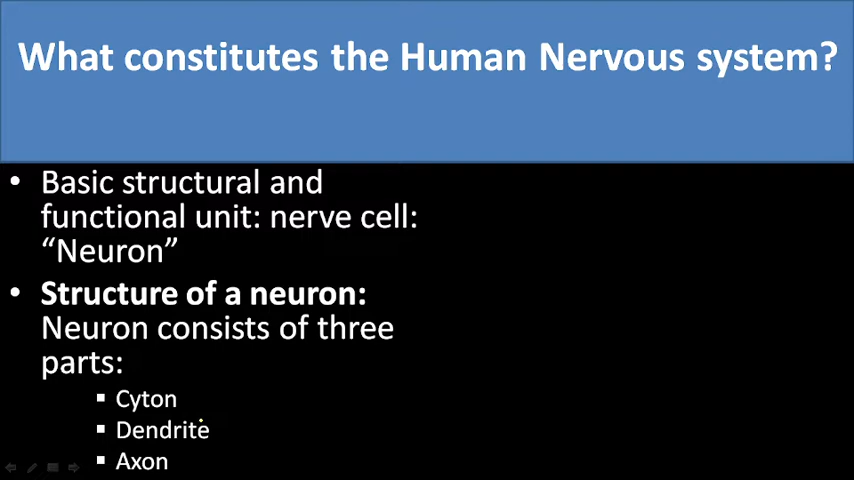 What constitutes the Human Nervous system?
• Basic structural and
functional unit: nerve cell:
“Neuron”
• Structure of a neuron:
Neuron consists of three
parts:
▪ Cyton
▪ Dendrite
▪ Axon